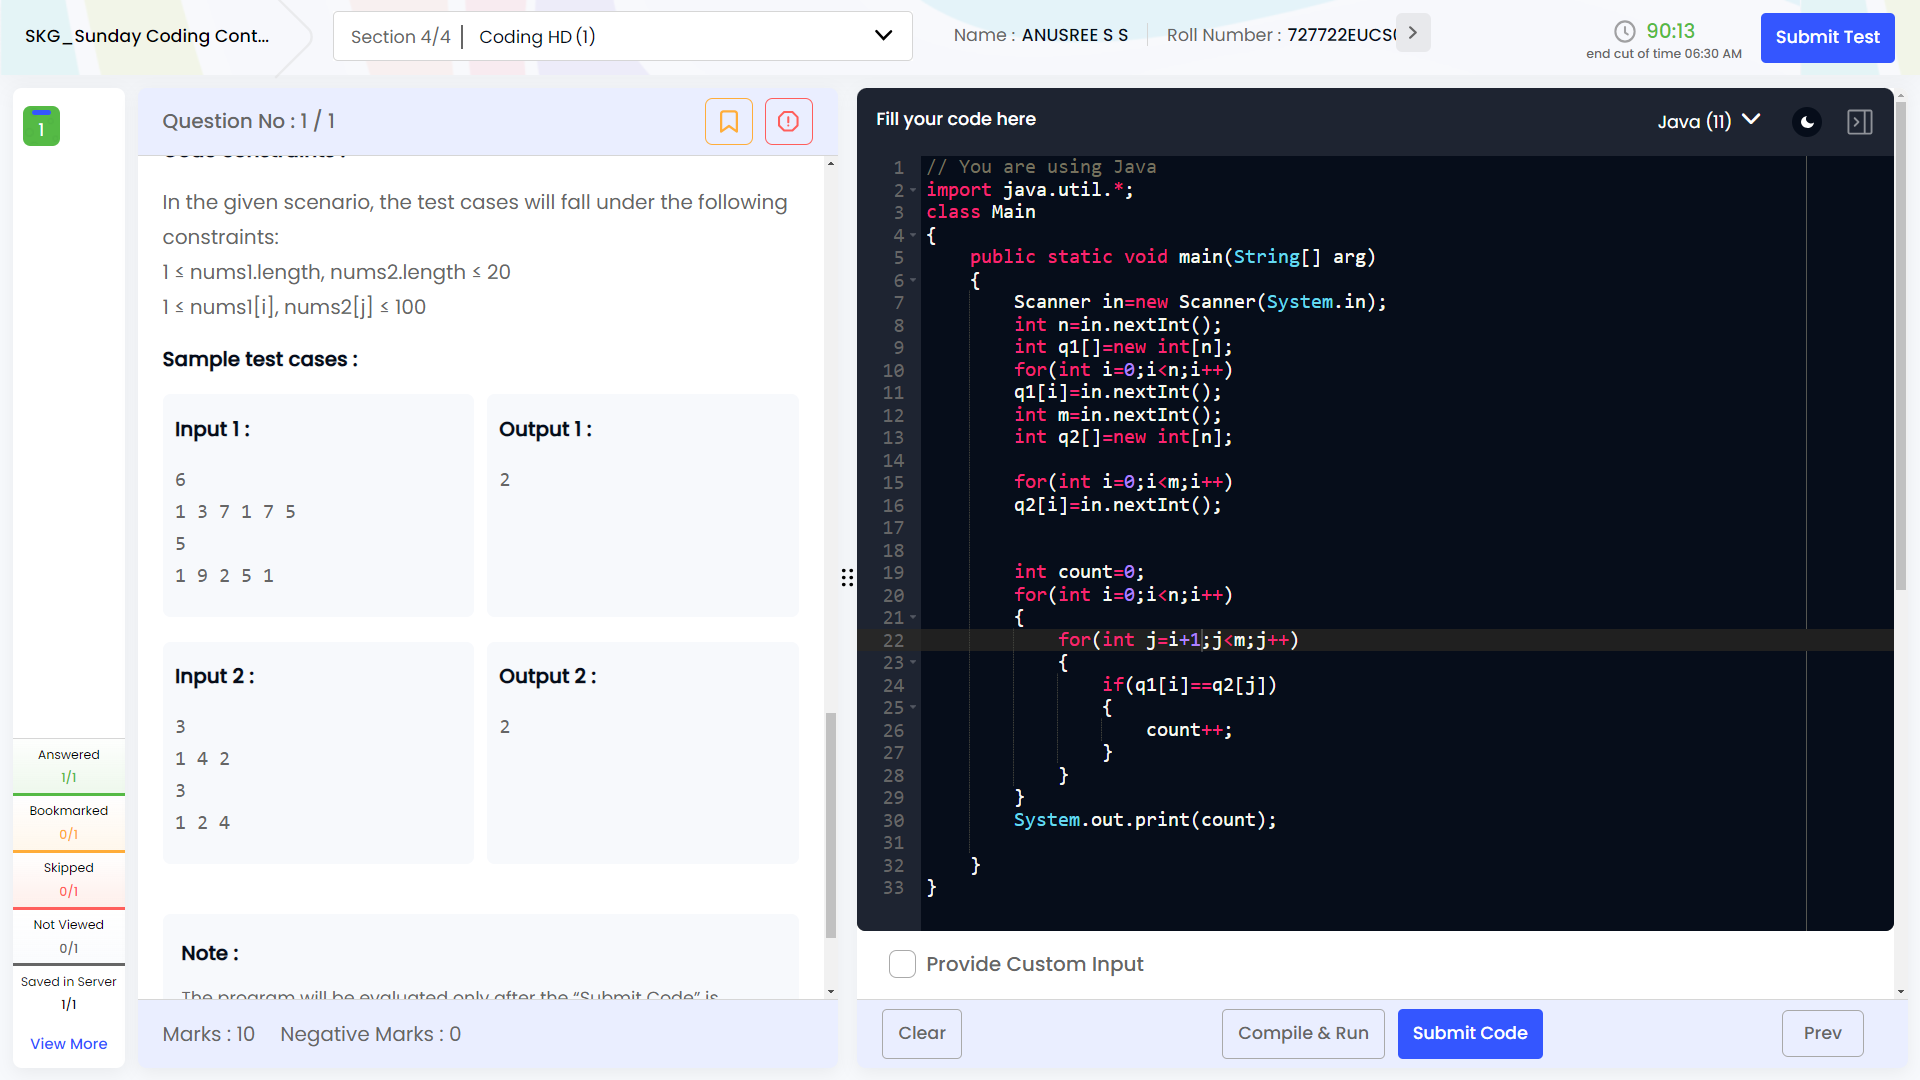 SKG_Sunday Coding Cont...
Section 4/4 | Coding HD (1)
Name : ANUSREE S S
Roll Number : 727722EUCS
90:13
end cut of time 06:30 AM
Submit Test
1
Answered
1/1
Bookmarked
0/1
Skipped
0/1
Not Viewed
0/1
Saved in Server
1/1
View More
Question No : 1 / 1
In the given scenario, the test cases will fall under the following
constraints:
1 ≤ nums1.length, nums2.length ≤ 20
1 ≤ nums1[i], nums2[j] ≤ 100
Sample test cases :
Input 1 :
6
1 3 7 1 7 5
5
1 9 2 5 1
Output 1 :
2
Input 2 :
3
1 4 2
3
1 2 4
Output 2 :
2
Note :
The program will be evaluated only after the “Submit Code” is
Marks : 10
Negative Marks : 0
Fill your code here
Java (11)
1 // You are using Java
2 import java.util.*;
3 class Main
4 {
5     public static void main(String[] arg)
6     {
7         Scanner in=new Scanner(System.in);
8         int n=in.nextInt();
9         int q1[]=new int[n];
10         for(int i=0;i<n;i++)
11         q1[i]=in.nextInt();
12         int m=in.nextInt();
13         int q2[]=new int[n];
14
15         for(int i=0;i<m;i++)
16         q2[i]=in.nextInt();
17
18
19         int count=0;
20         for(int i=0;i<n;i++)
21         {
22             for(int j=i+1;j<m;j++)
23             {
24                 if(q1[i]==q2[j])
25                 {
26                     count++;
27                 }
28             }
29         }
30         System.out.print(count);
31
32     }
33 }
Provide Custom Input
Clear
Compile & Run
Submit Code
Prev